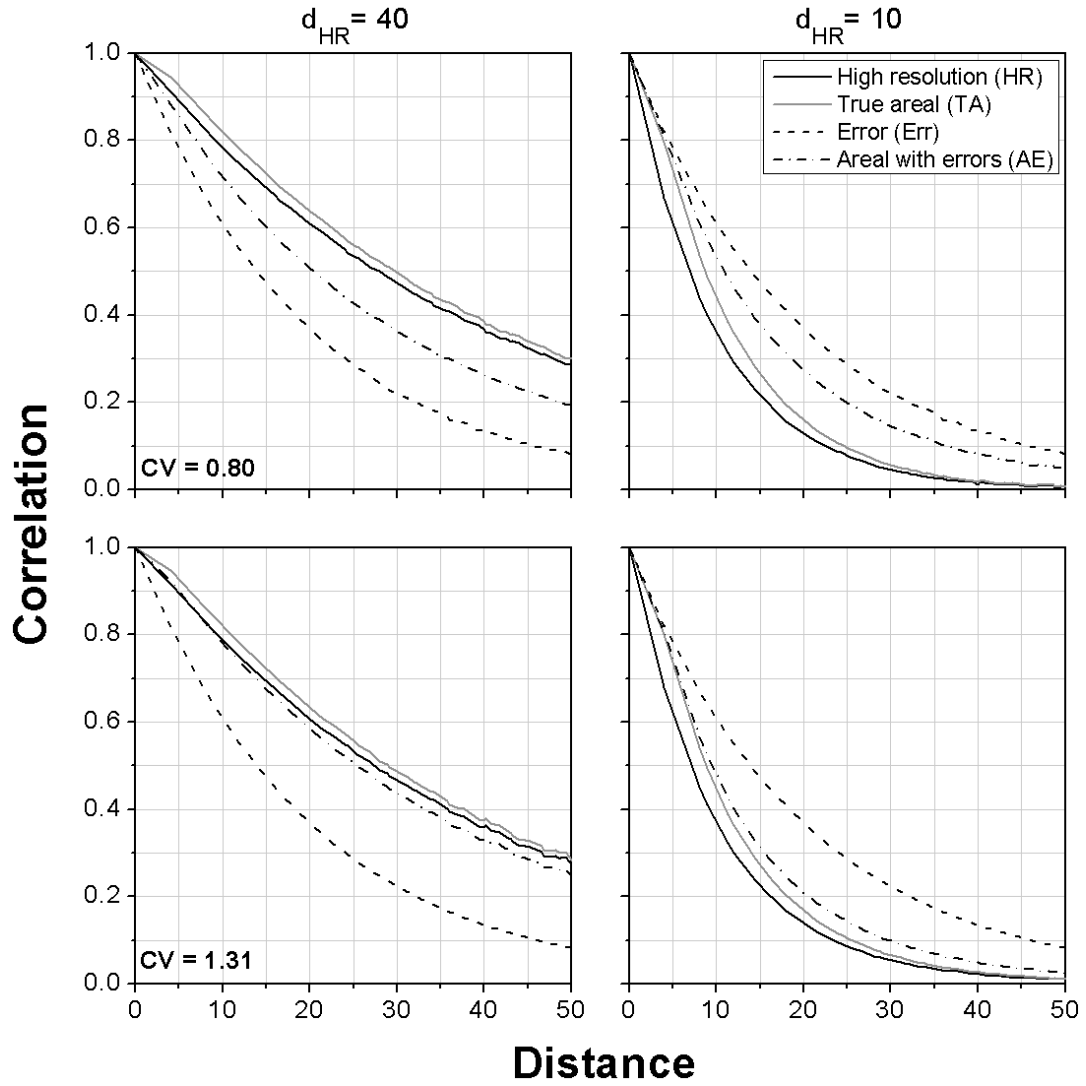 d_HR = 40
d_HR = 10
1.0
0.8
0.6
0.4
0.2
0.0
CV = 0.80
High resolution (HR)
True areal (TA)
Error (Err)
Areal with errors (AE)
Correlation
1.0
0.8
0.6
0.4
0.2
0.0
CV = 1.31
0 10 20 30 40 50
0 10 20 30 40 50
Distance